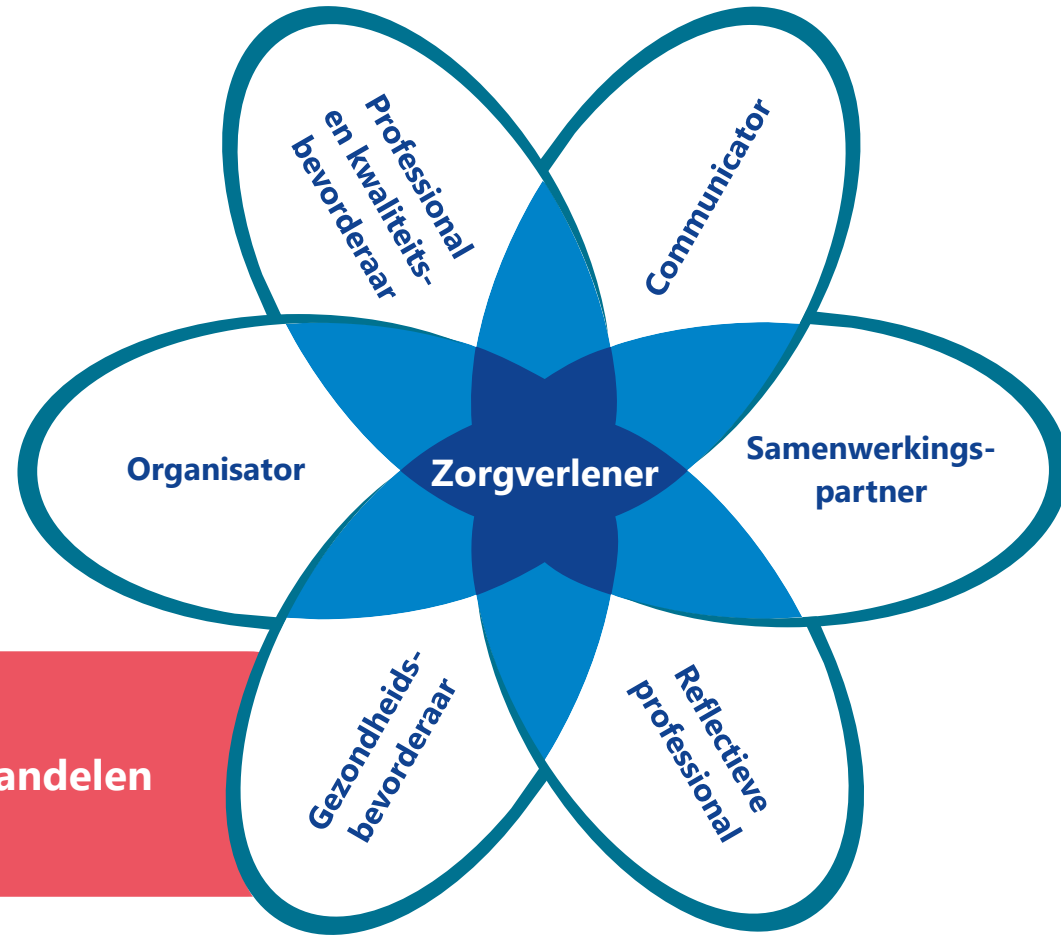 Professional
en kwaliteits-
bevorderaar
Communicator
Organisator
Zorgverlener
Samenwerkings-
partner
Gezondheids-
bevorderaar
Reflectieve
professional
andelen